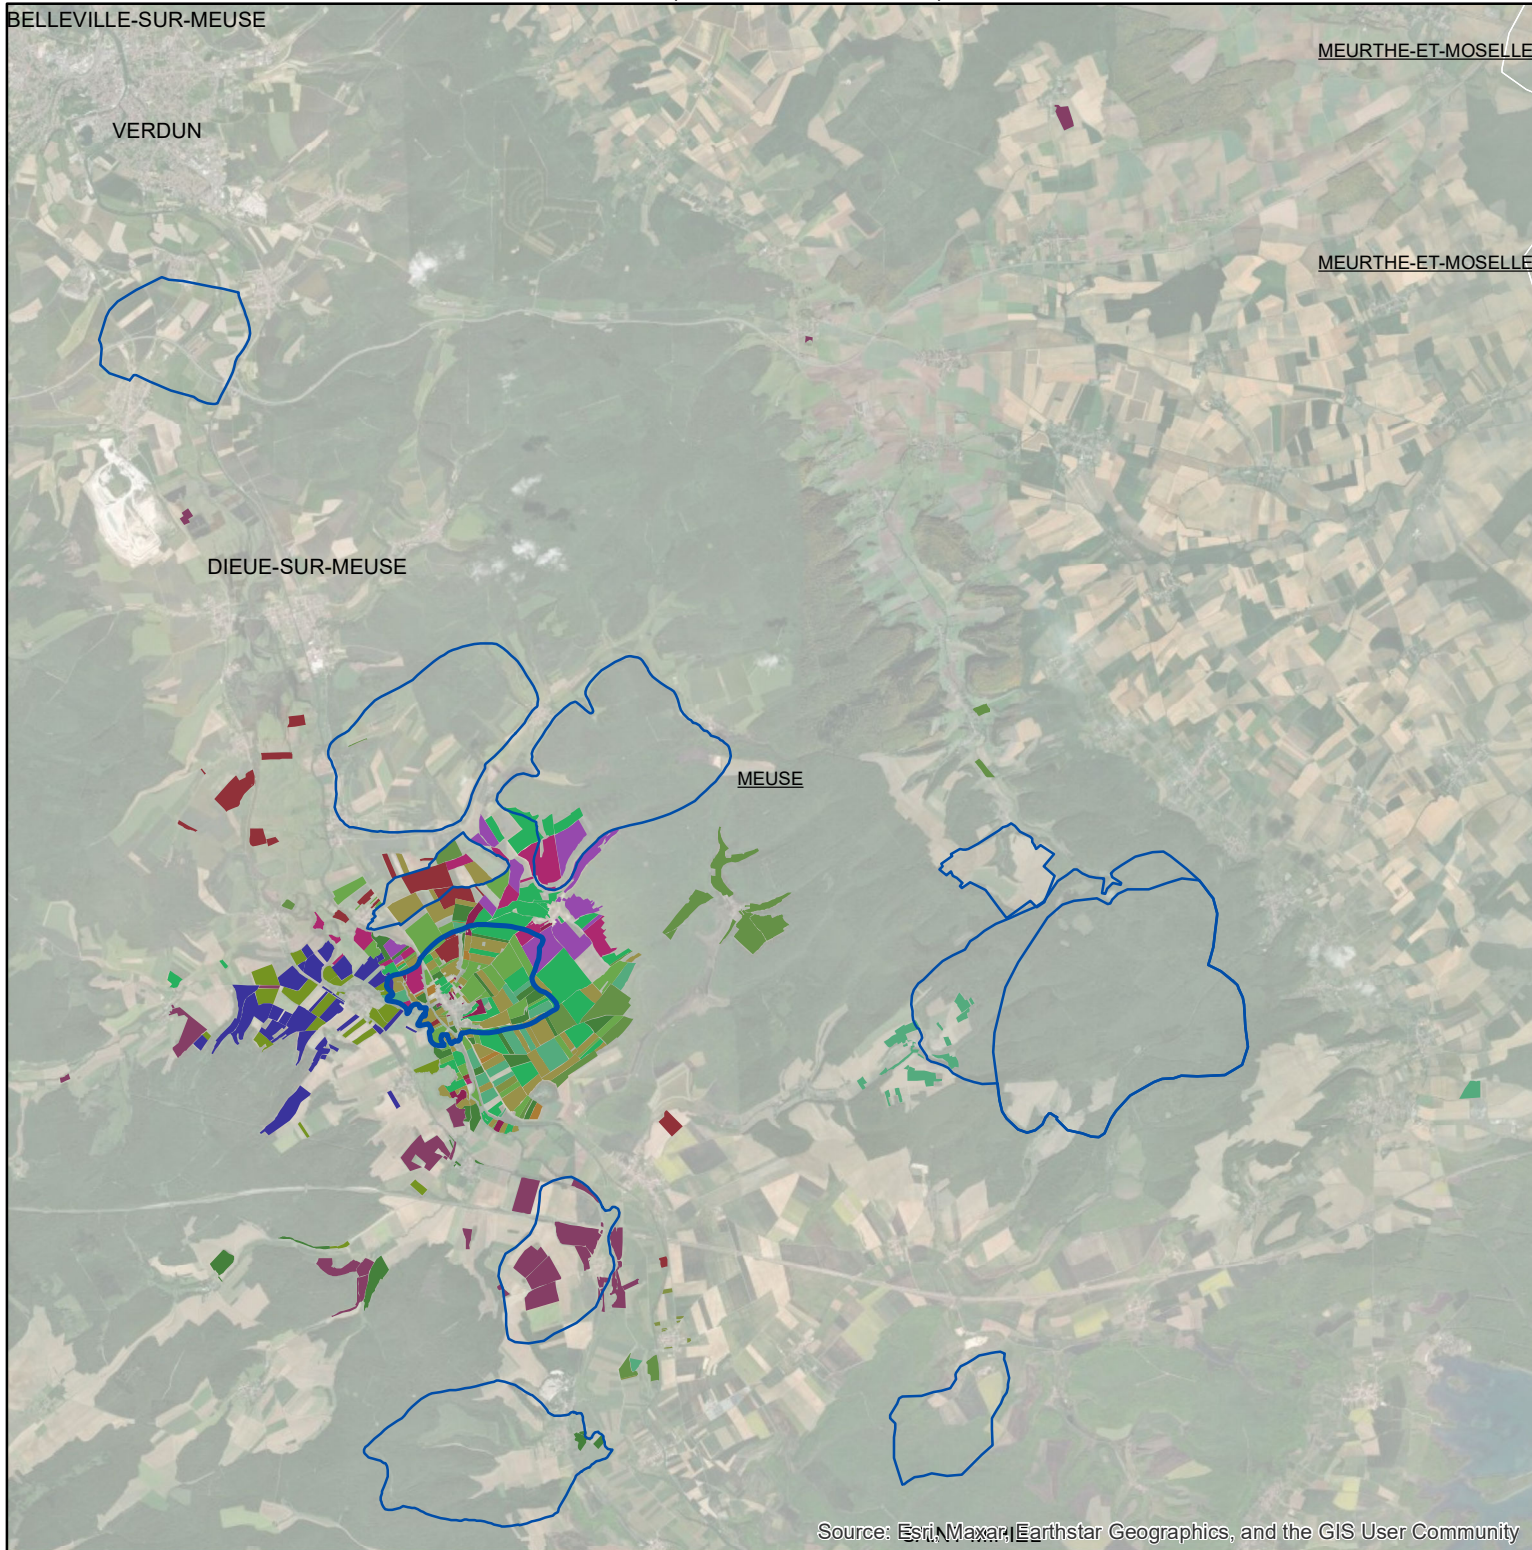 BELLEVILLE-SUR-MEUSE
MEURTHE-ET-MOSELLE
VERDUN
MEURTHE-ET-MOSELLE
DIEUE-SUR-MEUSE
MEUSE
Source: Esri, Maxar, Earthstar Geographics, and the GIS User Community